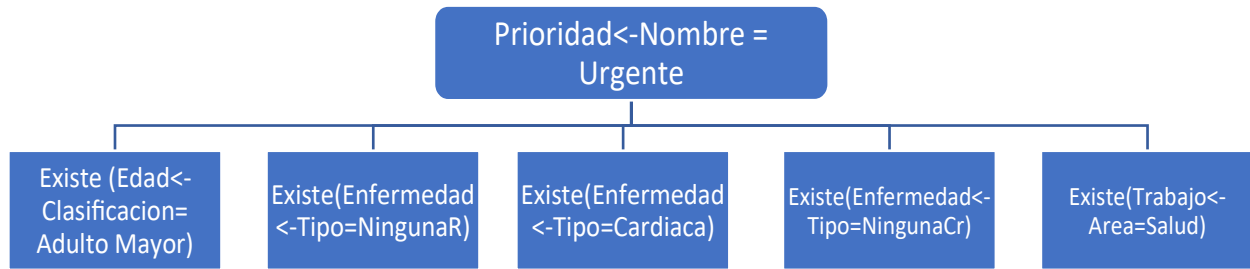 Prioridad<-Nombre =
Urgente
Existe (Edad<-
Clasificacion=
Adulto Mayor)
Existe(Enfermedad
<-Tipo=NingunaR)
Existe(Enfermedad
<-Tipo=Cardiaca)
Existe(Enfermedad<-
Tipo=NingunaCr)
Existe(Trabajo<-
Area=Salud)